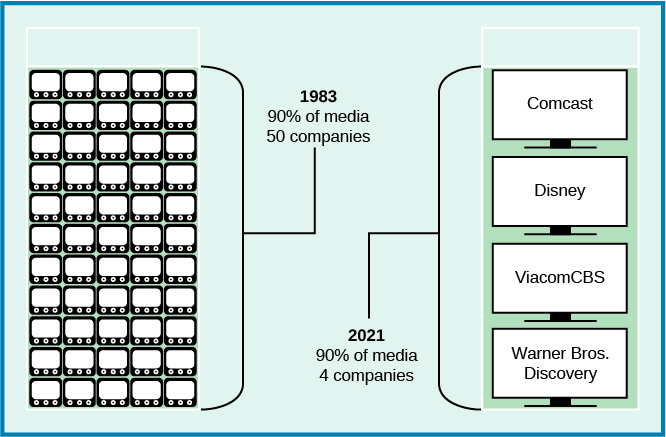 1983
90% of media
50 companies
2021
90% of media
4 companies
Comcast
Disney
ViacomCBS
Warner Bros.
Discovery